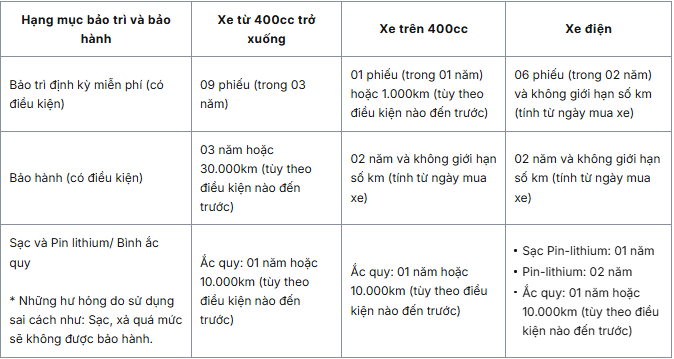 Hạng mục bảo trì và bảo
hành
Xe từ 400cc trở
xuống
Xe trên 400cc
Xe điện
Bảo trì định kỳ miễn phí (có
điều kiện)
09 phiếu (trong 03
năm)
01 phiếu (trong 01 năm)
hoặc 1.000km (tùy theo
điều kiện nào đến trước)
06 phiếu (trong 02 năm)
và không giới hạn số km
(tính từ ngày mua xe)
Bảo hành (có điều kiện)
03 năm hoặc
30.000km (tùy theo
điều kiện nào đến
trước)
02 năm và không giới hạn
số km (tính từ ngày mua
xe)
02 năm và không giới hạn
số km (tính từ ngày mua
xe)
Sạc và Pin lithium/ Bình ắc
quy
* Những hư hỏng do sử dụng
sai cách như: Sạc, xả quá mức
sẽ không được bảo hành.
Ắc quy: 01 năm hoặc
10.000km (tùy theo
điều kiện nào đến
trước)
Ắc quy: 01 năm hoặc
10.000km (tùy theo điều
kiện nào đến trước)
• Sạc Pin-lithium: 01 năm
• Pin-lithium: 02 năm
• Ắc quy: 01 năm hoặc
10.000km (tùy theo điều
kiện nào đến trước)